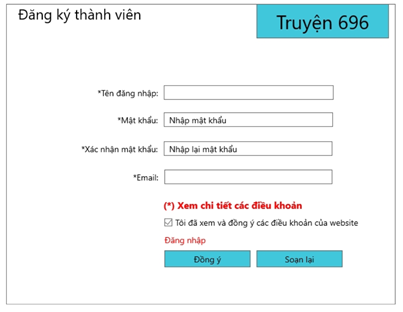 Đăng ký thành viên
Truyện 696
*Tên đăng nhập:
*Mật khẩu: Nhập mật khẩu
*Xác nhận mật khẩu: Nhập lại mật khẩu
*Email:
(*) Xem chi tiết các điều khoản
Tôi đã xem và đồng ý các điều khoản của website
Đăng nhập
Đồng ý Soạn lại